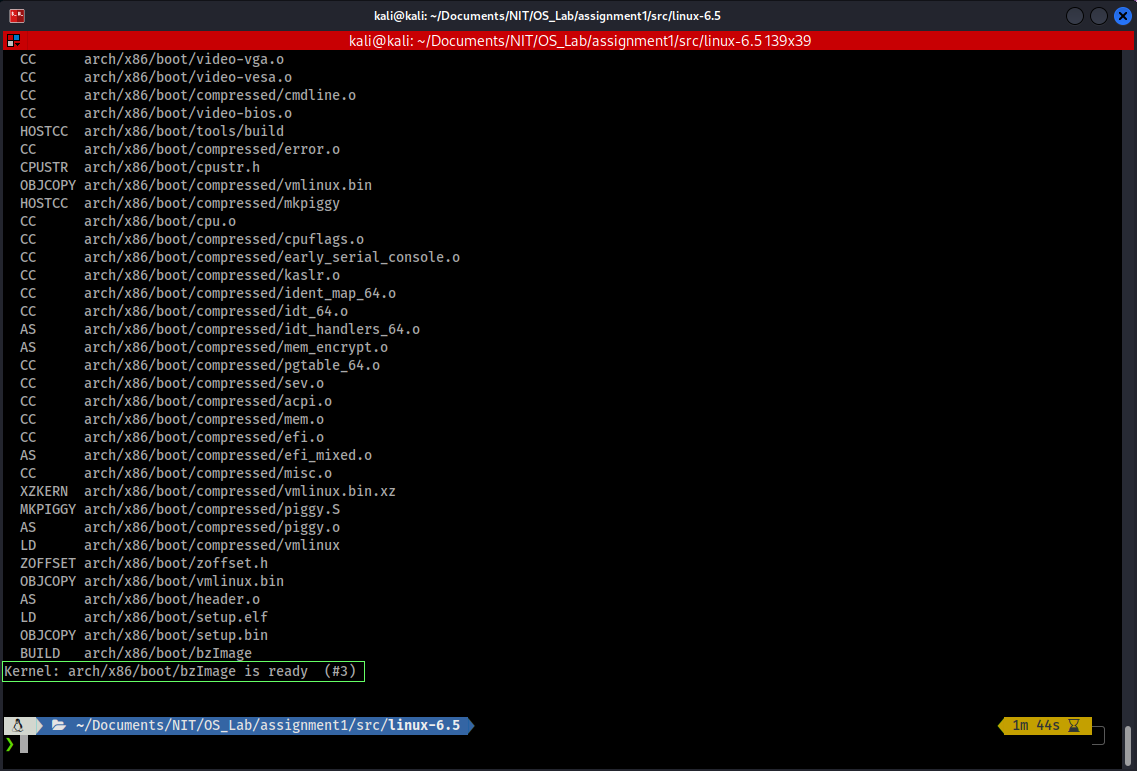 kali@kali: ~/Documents/NIT/OS_Lab/assignment1/src/linux-6.5
kali@kali: ~/Documents/NIT/OS_Lab/assignment1/src/linux-6.5 139x39
CC      arch/x86/boot/video-vga.o
CC      arch/x86/boot/video-vesa.o
CC      arch/x86/boot/compressed/cmdline.o
CC      arch/x86/boot/video-bios.o
HOSTCC  arch/x86/boot/tools/build
CC      arch/x86/boot/compressed/error.o
CPUSTR  arch/x86/boot/cpustr.h
OBJCOPY arch/x86/boot/compressed/vmlinux.bin
HOSTCC  arch/x86/boot/compressed/mkpiggy
CC      arch/x86/boot/cpu.o
CC      arch/x86/boot/compressed/cpuflags.o
CC      arch/x86/boot/compressed/early_serial_console.o
CC      arch/x86/boot/compressed/kaslr.o
CC      arch/x86/boot/compressed/ident_map_64.o
CC      arch/x86/boot/compressed/idt_64.o
AS      arch/x86/boot/compressed/idt_handlers_64.o
AS      arch/x86/boot/compressed/mem_encrypt.o
CC      arch/x86/boot/compressed/pgtable_64.o
CC      arch/x86/boot/compressed/sev.o
CC      arch/x86/boot/compressed/acpi.o
CC      arch/x86/boot/compressed/mem.o
CC      arch/x86/boot/compressed/efi.o
AS      arch/x86/boot/compressed/efi_mixed.o
CC      arch/x86/boot/compressed/misc.o
XZKERN  arch/x86/boot/compressed/vmlinux.bin.xz
MKPIGGY arch/x86/boot/compressed/piggy.S
AS      arch/x86/boot/compressed/piggy.o
LD      arch/x86/boot/compressed/vmlinux
ZOFFSET arch/x86/boot/zoffset.h
OBJCOPY arch/x86/boot/vmlinux.bin
AS      arch/x86/boot/header.o
LD      arch/x86/boot/setup.elf
OBJCOPY arch/x86/boot/setup.bin
BUILD   arch/x86/boot/bzImage
Kernel: arch/x86/boot/bzImage is ready  (#3)
~/Documents/NIT/OS_Lab/assignment1/src/linux-6.5 1m 44s
❯